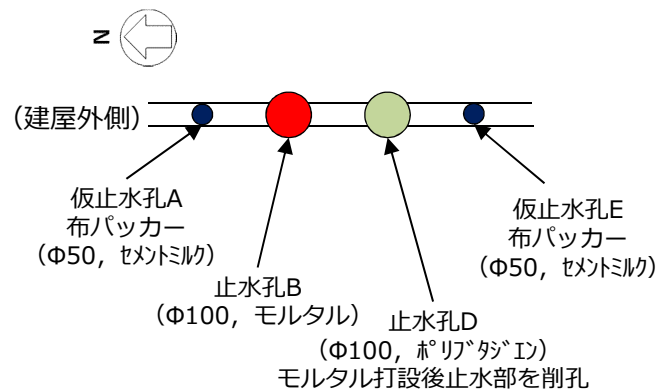 N
(建屋外側)
仮止水孔A
布パッカー
(Φ50, ｾﾒﾝﾄﾐﾙｸ)
仮止水孔E
布パッカー
(Φ50, ｾﾒﾝﾄﾐﾙｸ)
止水孔B
(Φ100, モルタル)
止水孔D
(Φ100, ﾎﾟﾘﾌﾞﾀｼﾞｴﾝ)
モルタル打設後止水部を削孔